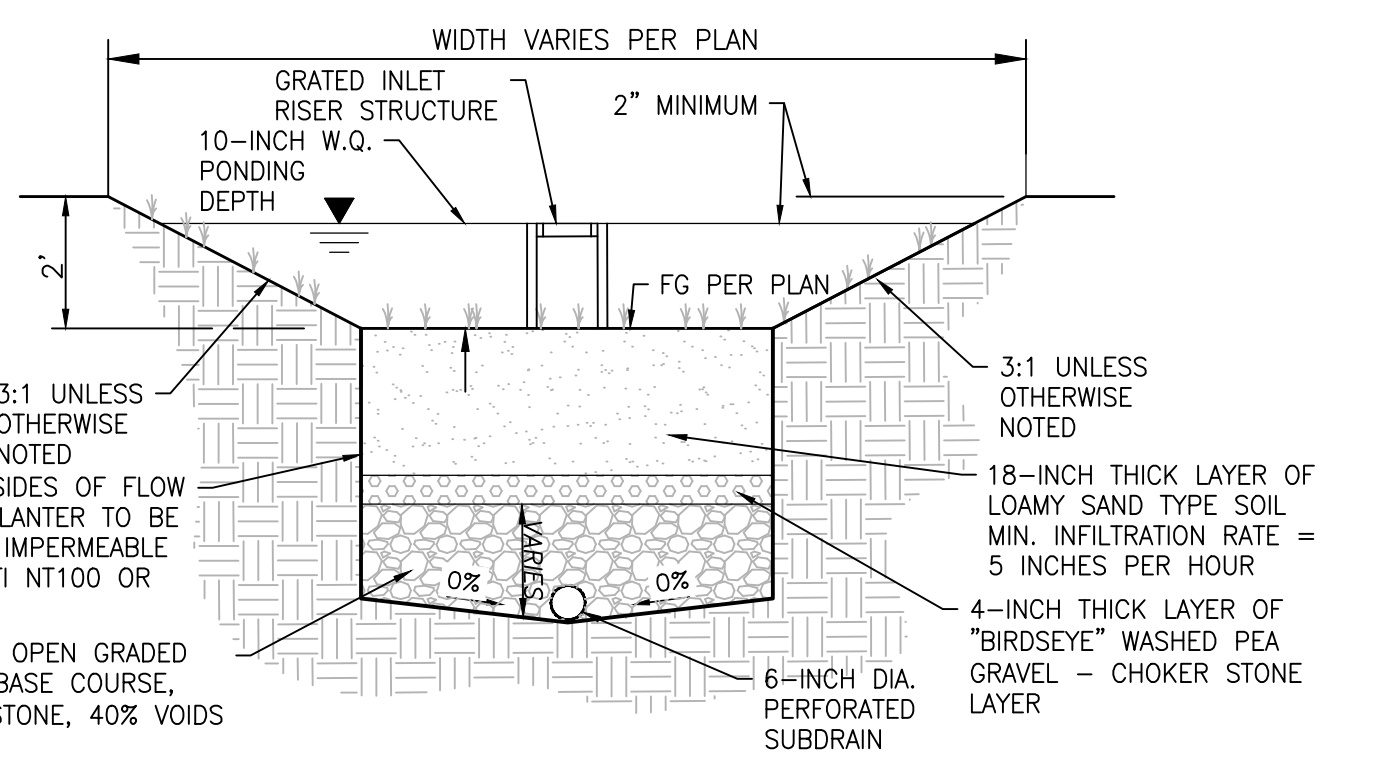 WIDTH VARIES PER PLAN
GRATED INLET
RISER STRUCTURE
2" MINIMUM
10-INCH W.Q.
PONDING
DEPTH
2'
FG PER PLAN
3:1 UNLESS
OTHERWISE
NOTED
3:1 UNLESS
OTHERWISE
NOTED
SIDES OF FLOW
LANTER TO BE
IMPERMEABLE
TI NT100 OR
18-INCH THICK LAYER OF
LOAMY SAND TYPE SOIL
MIN. INFILTRATION RATE =
5 INCHES PER HOUR
VARIES
0%
0%
4-INCH THICK LAYER OF
"BIRDSEYE" WASHED PEA
GRAVEL - CHOKER STONE
LAYER
OPEN GRADED
BASE COURSE,
STONE, 40% VOIDS
6-INCH DIA.
PERFORATED
SUBDRAIN